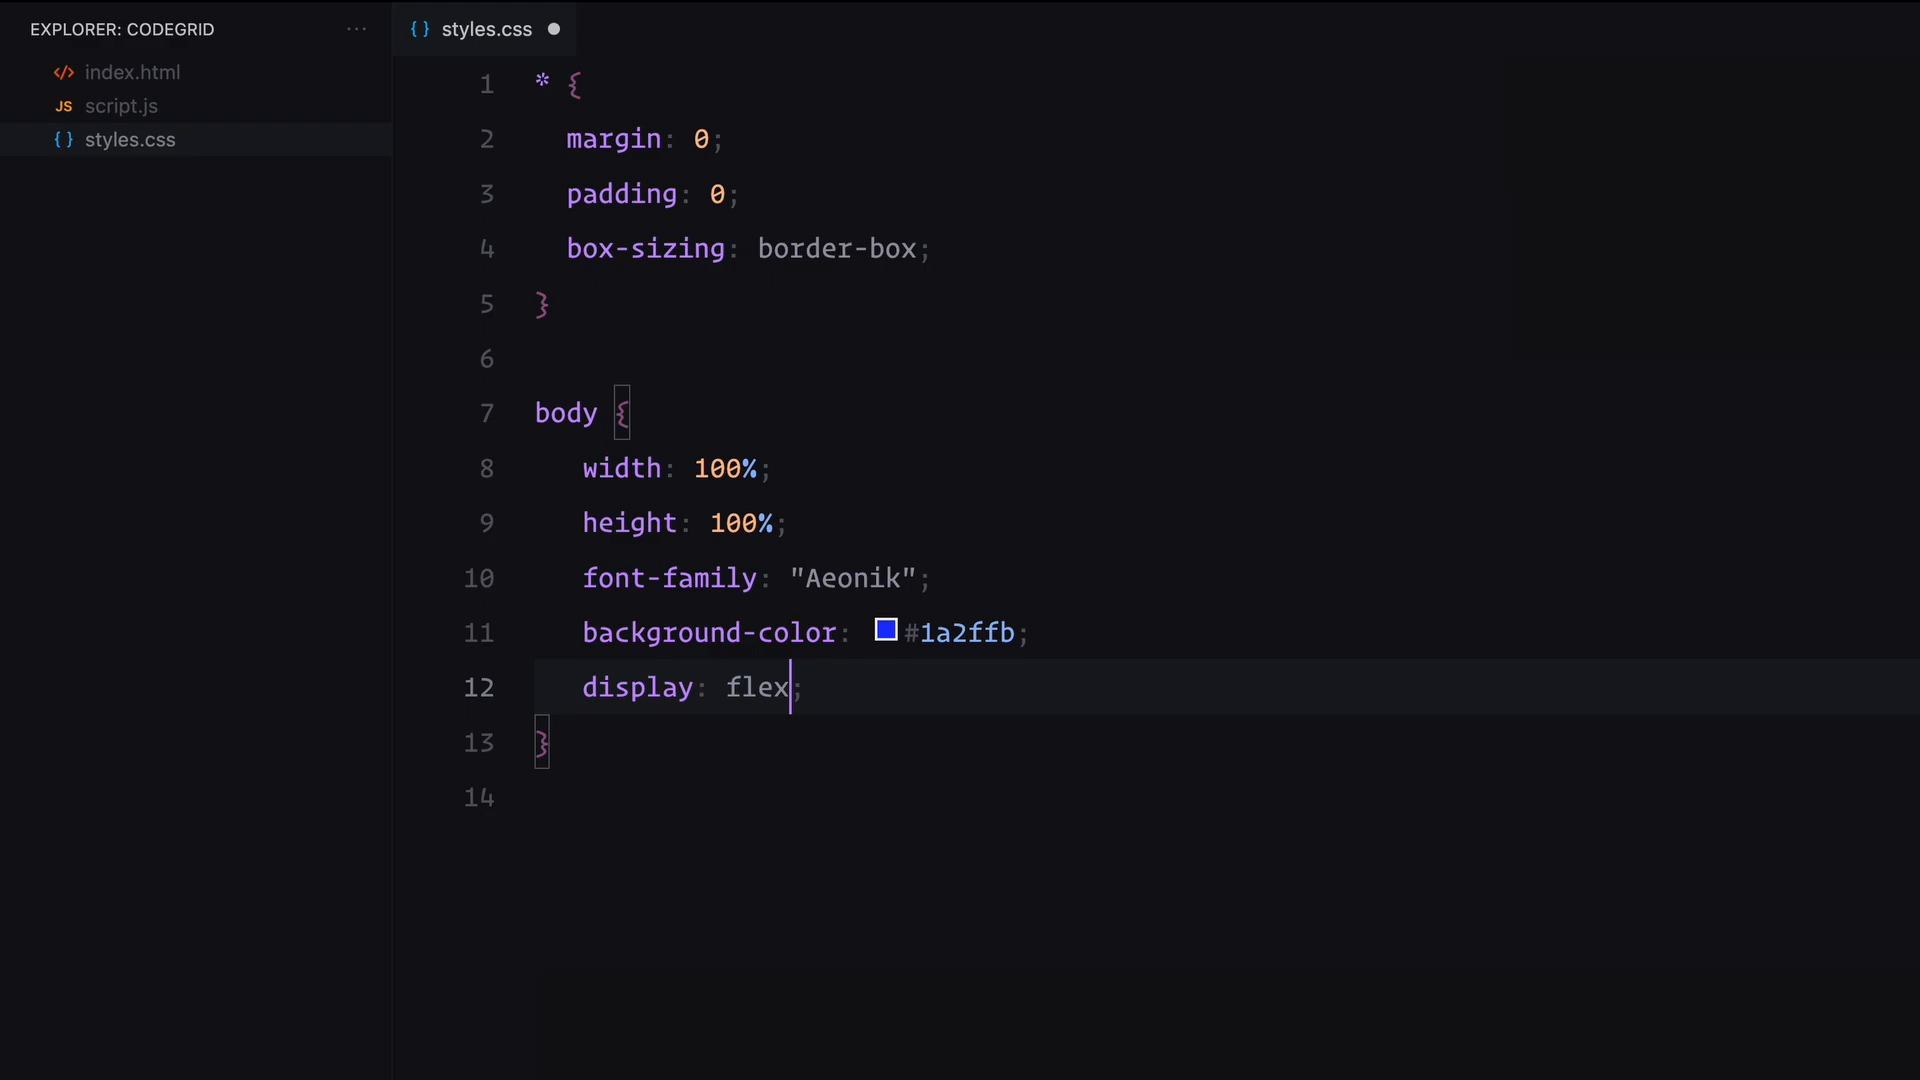 EXPLORER: CODEGRID ...
</> index.html
JS script.js
{ } styles.css
{ } styles.css
1 * {
2 margin: 0;
3 padding: 0;
4 box-sizing: border-box;
5 }
6
7 body {
8 width: 100%;
9 height: 100%;
10 font-family: "Aeonik";
11 background-color: #1a2ffb;
12 display: flex;
13 }
14